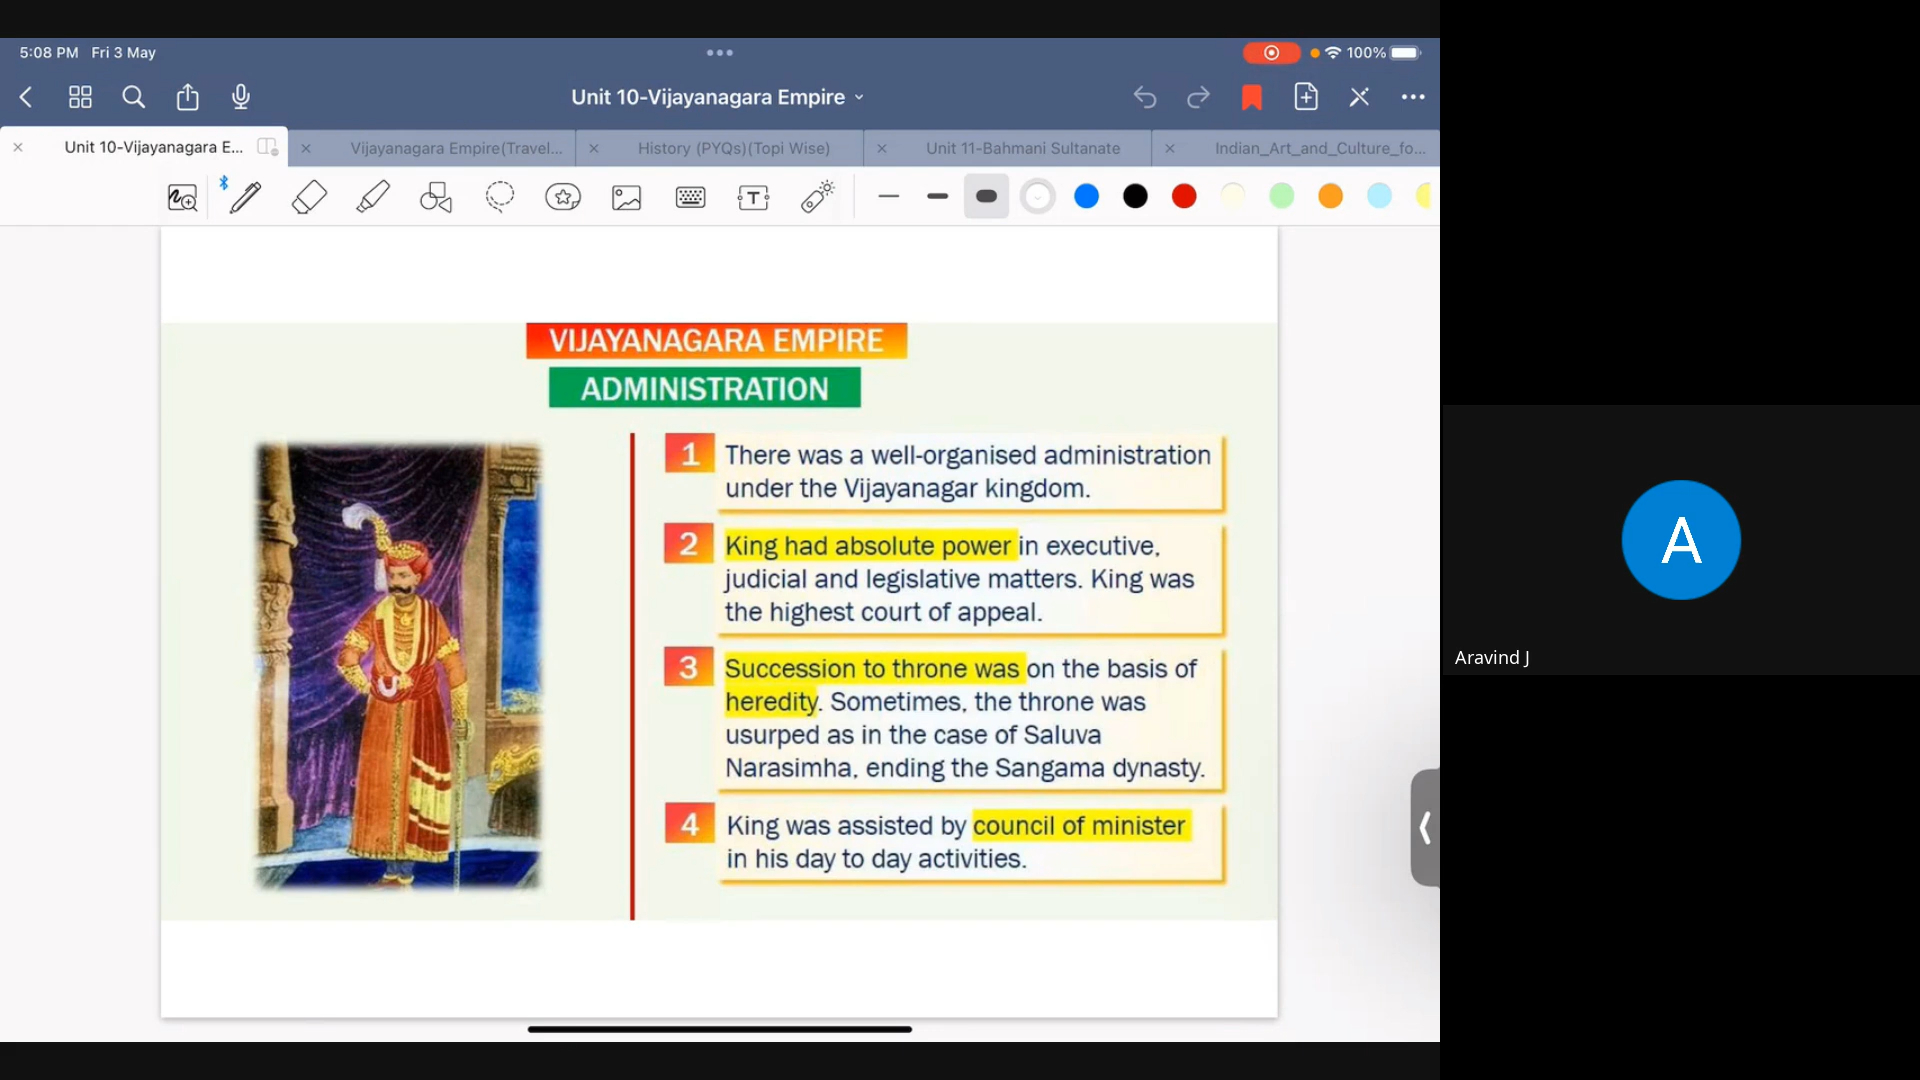 5:08 PM Fri 3 May
100%
Unit 10-Vijayanagara Empire
Unit 10-Vijayanagara E...
Vijayanagara Empire(Travel...
History (PYQs)(Topi Wise)
Unit 11-Bahmani Sultanate
Indian_Art_and_Culture_fo...
VIJAYANAGARA EMPIRE
ADMINISTRATION
1 There was a well-organised administration
under the Vijayanagar kingdom.
2 King had absolute power in executive,
judicial and legislative matters. King was
the highest court of appeal.
3 Succession to throne was on the basis of
heredity. Sometimes, the throne was
usurped as in the case of Saluva
Narasimha, ending the Sangama dynasty.
4 King was assisted by council of minister
in his day to day activities.
A
Aravind J